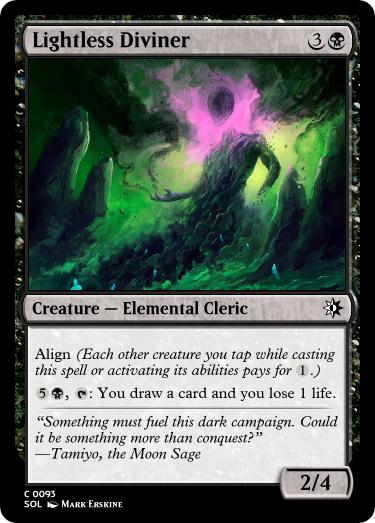 Lightless Diviner 3
Creature — Elemental Cleric
Align (Each other creature you tap while casting
this spell or activating its abilities pays for 1.)
5, : You draw a card and you lose 1 life.
“Something must fuel this dark campaign. Could
it be something more than conquest?”
—Tamiyo, the Moon Sage
2/4
C 0093
SOL Mark Erskine